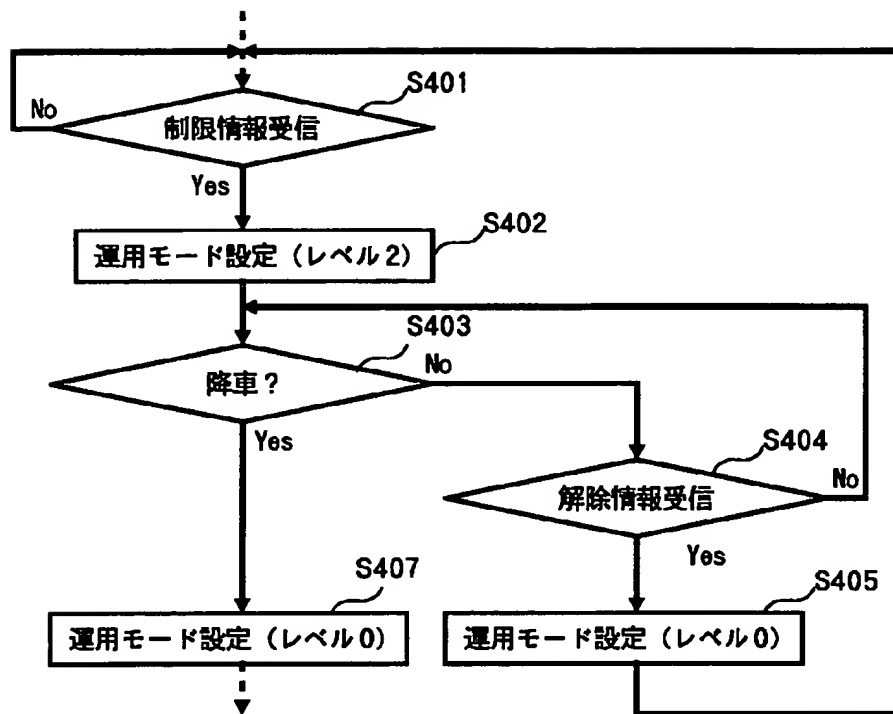 S401
No
制限情報受信
Yes
S402
運用モード設定（レベル2）
S403
降車？
No
Yes
S404
解除情報受信
No
Yes
S407
運用モード設定（レベル0）
S405
運用モード設定（レベル0）